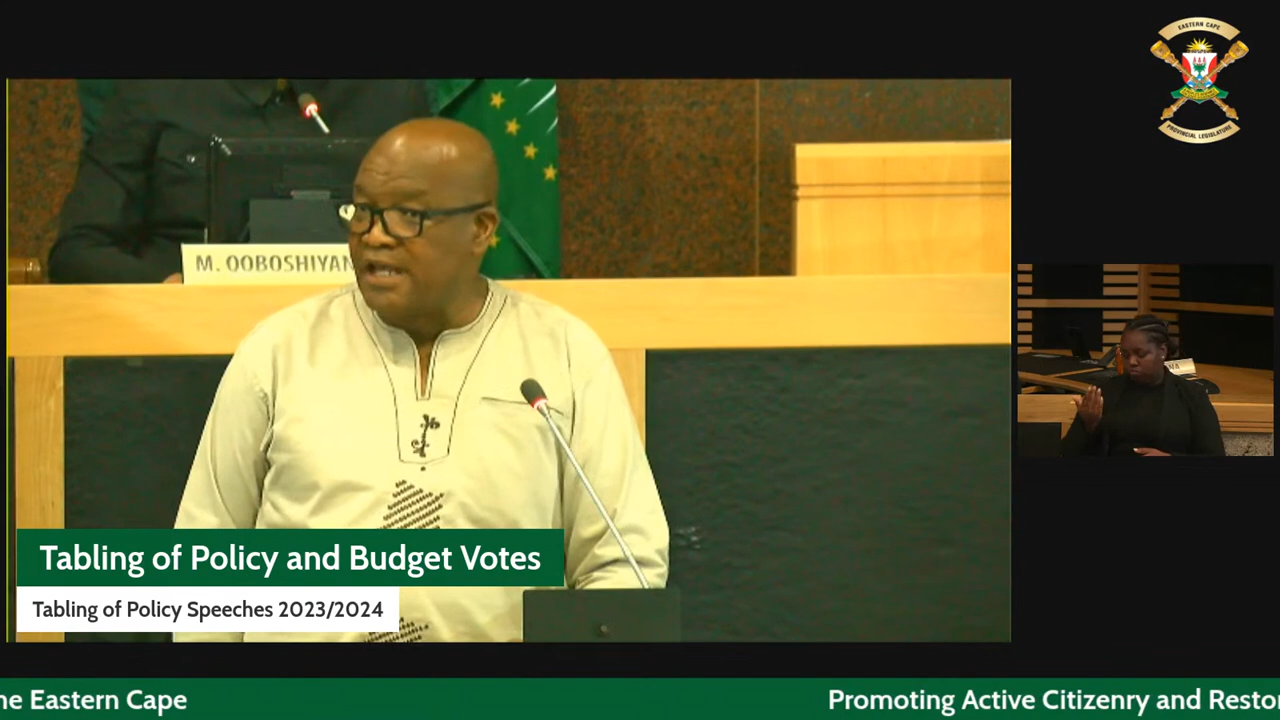 EASTERN CAPE
PROVINCIAL LEGISLATURE
M. OOBOSHIYAN
Tabling of Policy and Budget Votes
Tabling of Policy Speeches 2023/2024
he Eastern Cape
Promoting Active Citizenry and Resto